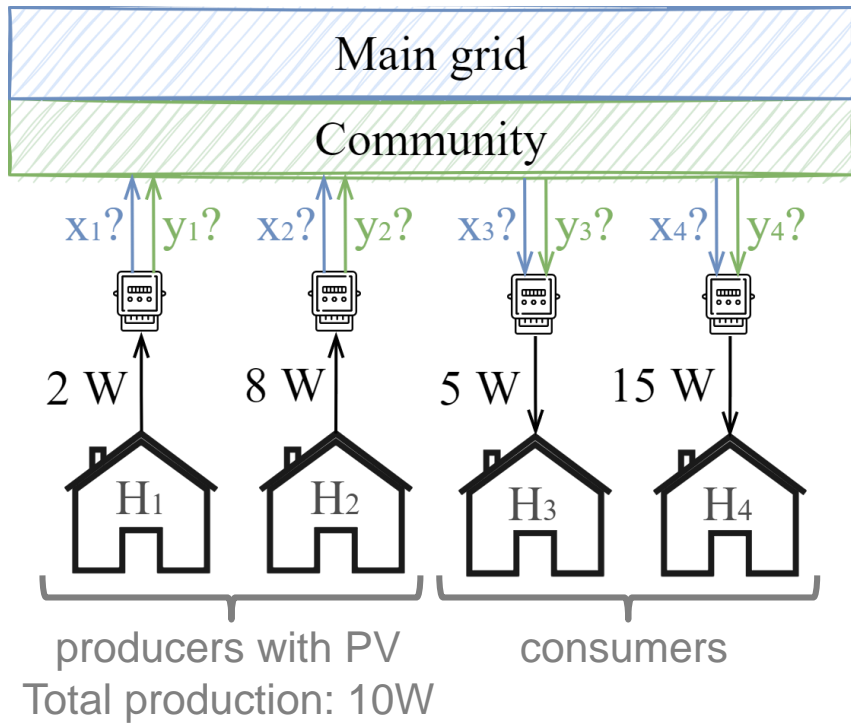 Main grid
Community
x1? y1? x2? y2? x3? y3? x4? y4?
2 W 8 W 5 W 15 W
H1 H2 H3 H4
producers with PV consumers
Total production: 10W